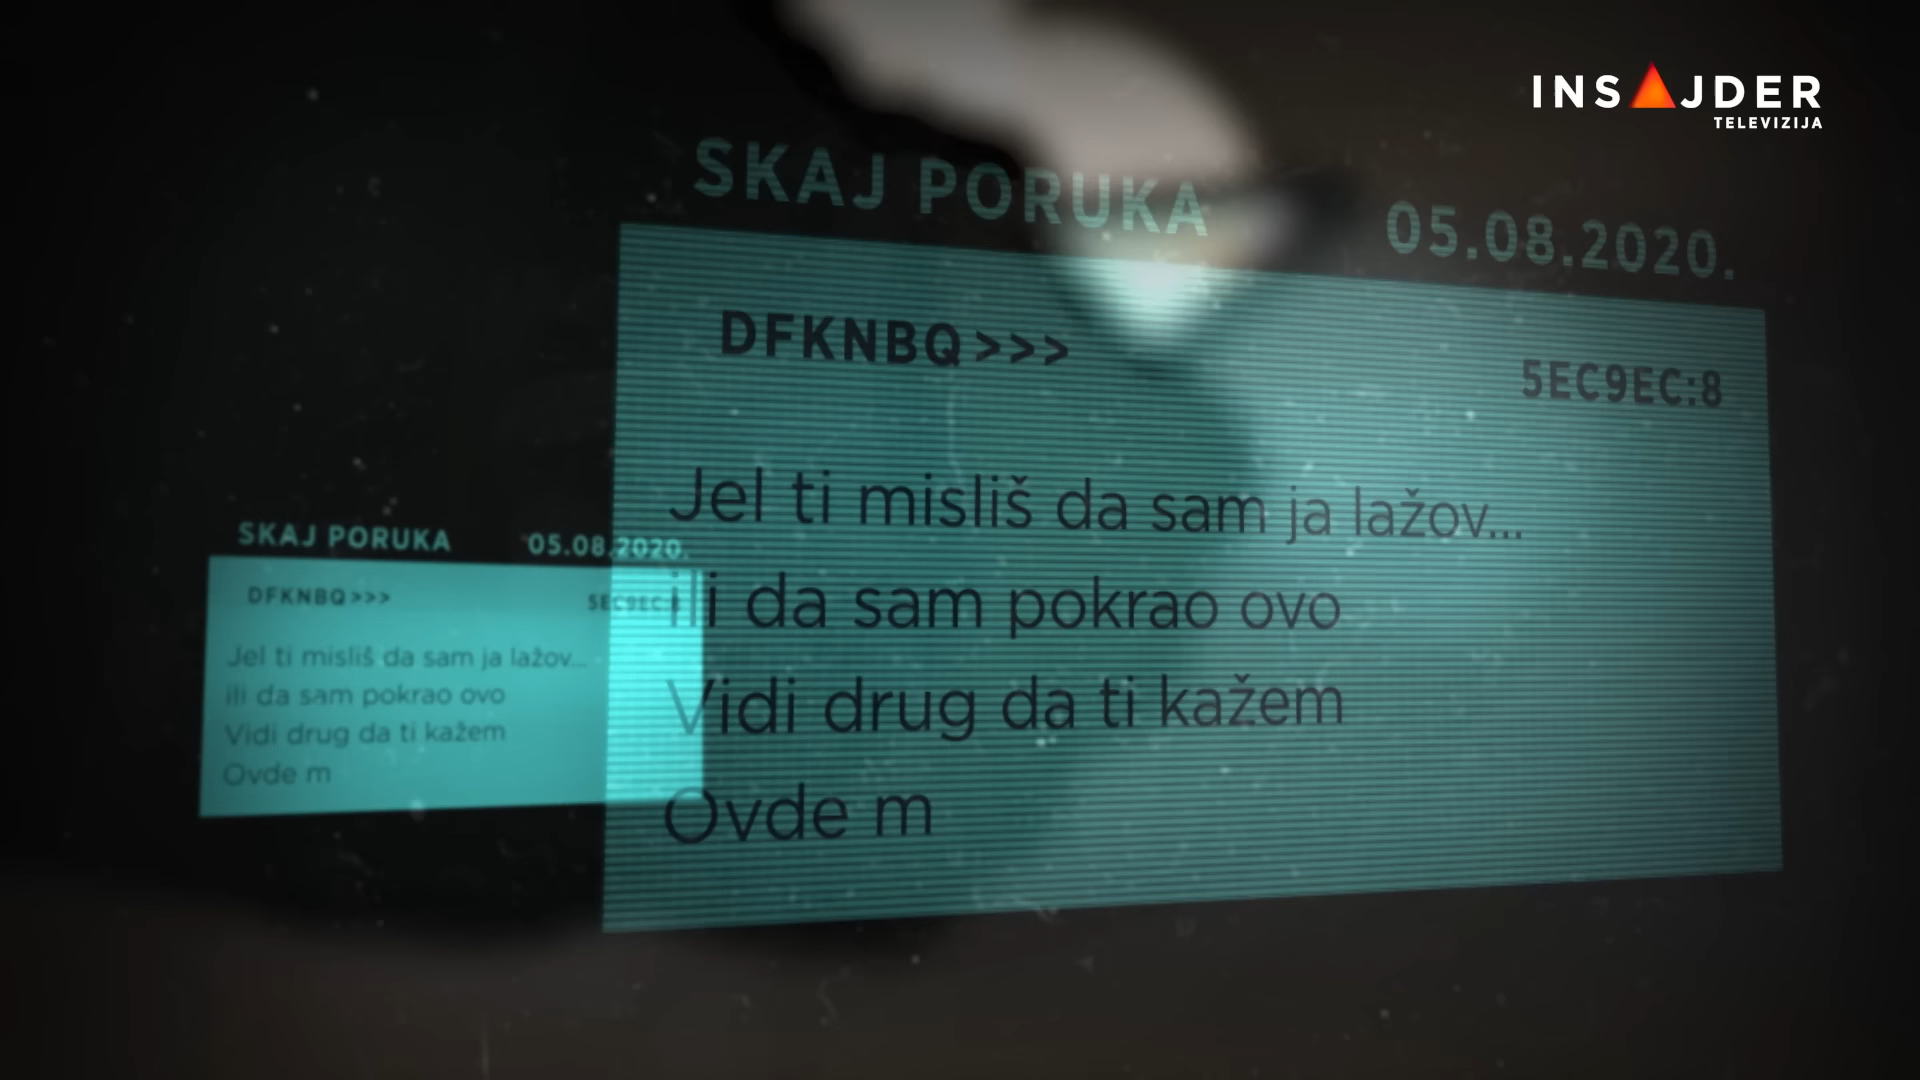 INSAJDER
TELEVIZIJA
SKAJ PORUKA 05.08.2020.
DFKNBQ>>> 5EC9EC:8
Jel ti misliš da sam ja lažov...
ili da sam pokrao ovo
Vidi drug da ti kažem
Ovde m
SKAJ PORUKA 05.08.2020.
DFKNBQ>>> 5EC9EC:8
Jel ti misliš da sam ja lažov...
ili da sam pokrao ovo
Vidi drug da ti kažem
Ovde m